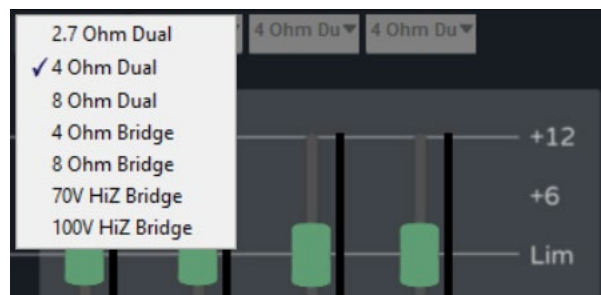 2.7 Ohm Dual
✓ 4 Ohm Dual
8 Ohm Dual
4 Ohm Bridge
8 Ohm Bridge
70V HiZ Bridge
100V HiZ Bridge
4 Ohm Du
4 Ohm Du
+12
+6
Lim